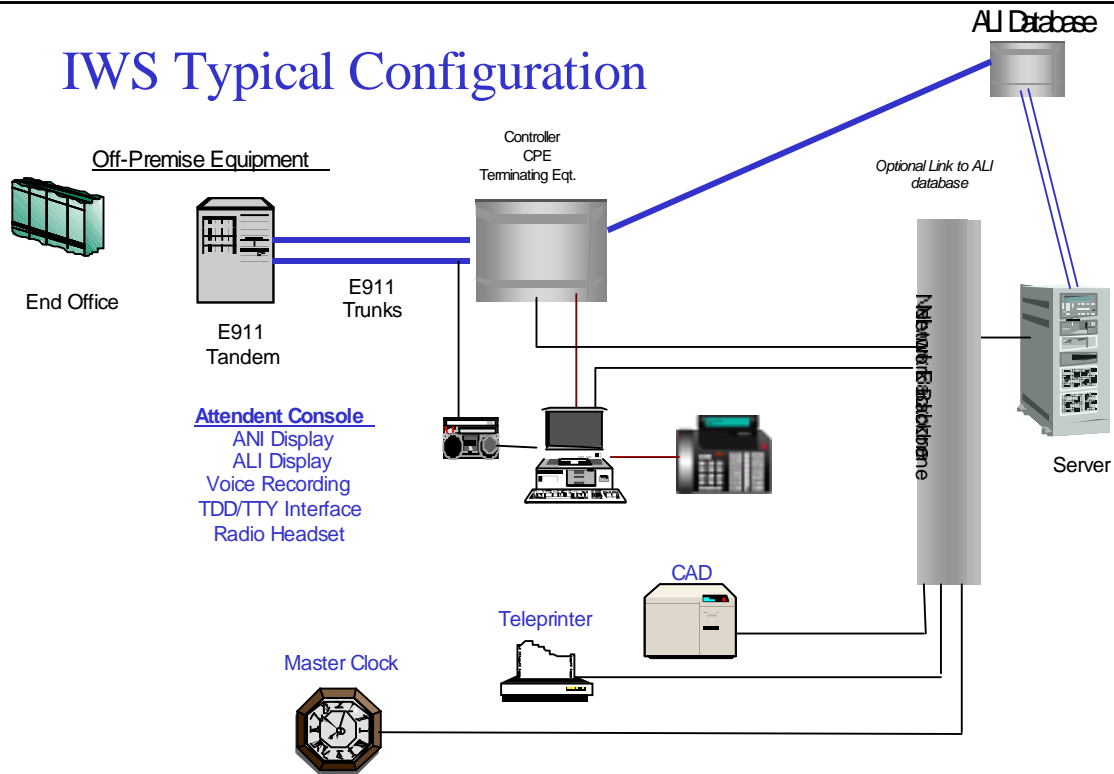 ALI Database
IWS Typical Configuration
Controller
CPE
Terminating Eqt.
Off-Premise Equipment
Optional Link to ALI
database
End Office
E911
Trunks
E911
Tandem
Network Backbone
Attendent Console
ANI Display
ALI Display
Voice Recording
TDD/TTY Interface
Radio Headset
Server
CAD
Teleprinter
Master Clock